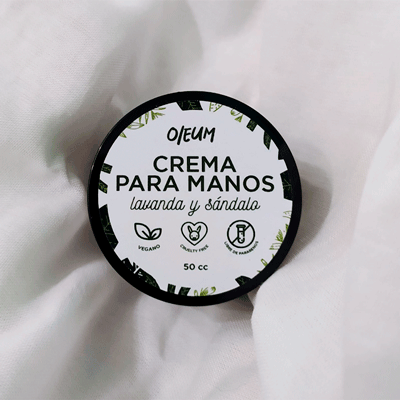 OLEUM
CREMA
PARA MANOS
lavanda y sándalo
VEGANO
CRUELTY FREE
LIBRE DE PARABENOS
50 cc